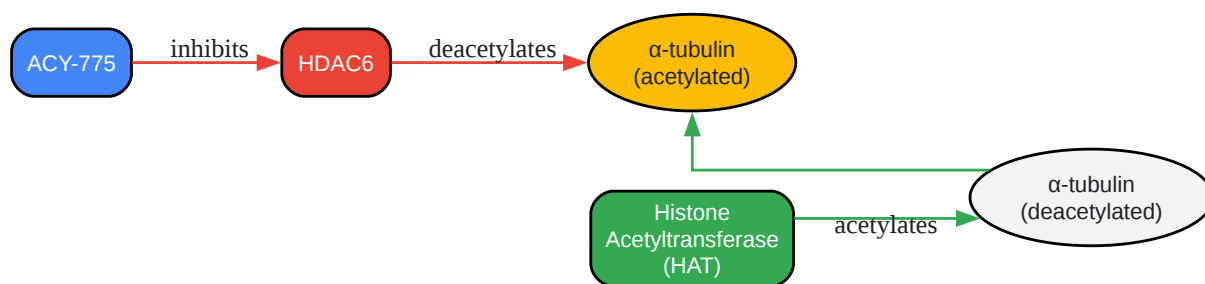 ACY-775
inhibits
HDAC6
deacetylates
α-tubulin
(acetylated)
Histone
Acetyltransferase
(HAT)
acetylates
α-tubulin
(deacetylated)